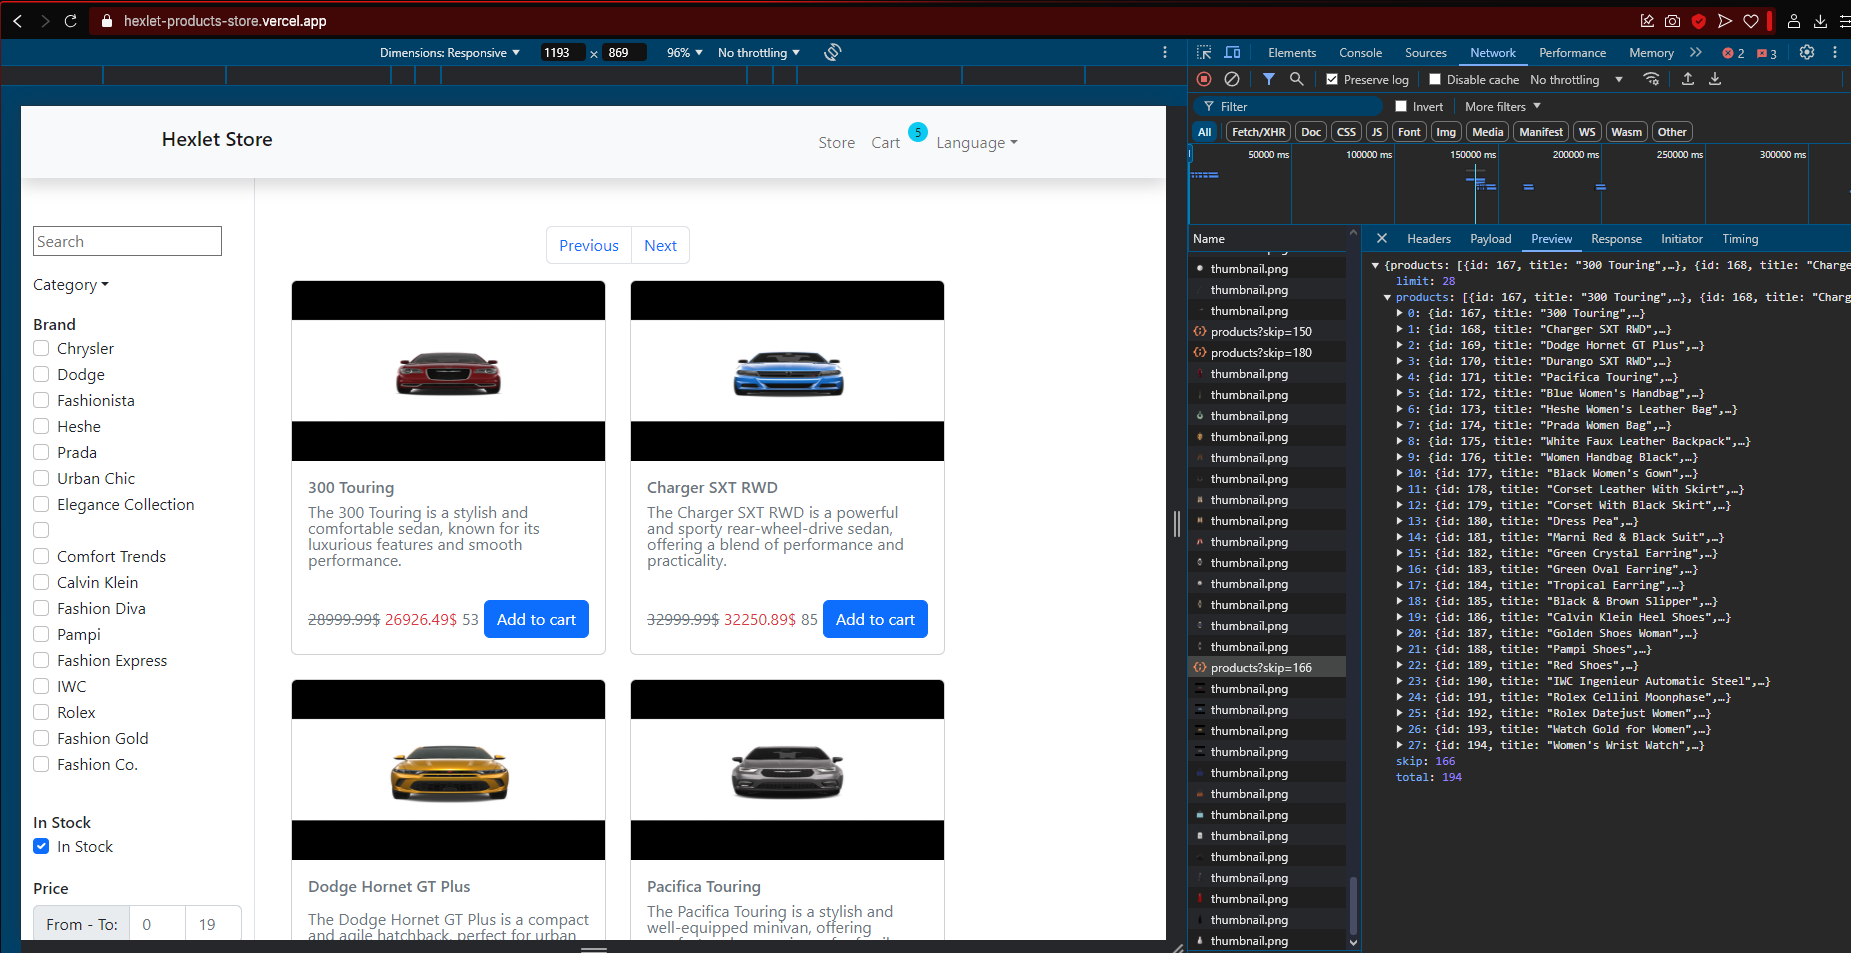 hexlet-products-store.vercel.app
Dimensions: Responsive 1193 x 869 96% No throttling
Elements Console Sources Network Performance Memory 2 3
Preserve log Disable cache No throttling
Filter Invert More filters
All Fetch/XHR Doc CSS JS Font Img Media Manifest WS Wasm Other
50000 ms 100000 ms 150000 ms 200000 ms 250000 ms 300000 ms
Hexlet Store
Store Cart 5 Language
Search
Category
Brand
Chrysler
Dodge
Fashionista
Heshe
Prada
Urban Chic
Elegance Collection
Comfort Trends
Calvin Klein
Fashion Diva
Pampi
Fashion Express
IWC
Rolex
Fashion Gold
Fashion Co.
In Stock
In Stock
Price
From - To: 0 19
Previous Next
300 Touring
The 300 Touring is a stylish and
comfortable sedan, known for its
luxurious features and smooth
performance.
28999.99$ 26926.49$ 53 Add to cart
Charger SXT RWD
The Charger SXT RWD is a powerful
and sporty rear-wheel-drive sedan,
offering a blend of performance and
practicality.
32999.99$ 32250.89$ 85 Add to cart
Dodge Hornet GT Plus
The Dodge Hornet GT Plus is a compact
and agile hatchback, perfect for urban
Pacifica Touring
The Pacifica Touring is a stylish and
well-equipped minivan, offering
Name
thumbnail.png
thumbnail.png
thumbnail.png
products?skip=150
products?skip=180
thumbnail.png
thumbnail.png
thumbnail.png
thumbnail.png
thumbnail.png
thumbnail.png
thumbnail.png
thumbnail.png
thumbnail.png
thumbnail.png
thumbnail.png
thumbnail.png
thumbnail.png
thumbnail.png
products?skip=166
thumbnail.png
thumbnail.png
thumbnail.png
thumbnail.png
thumbnail.png
thumbnail.png
thumbnail.png
thumbnail.png
thumbnail.png
thumbnail.png
thumbnail.png
thumbnail.png
thumbnail.png
Headers Payload Preview Response Initiator Timing
{products: [{id: 167, title: "300 Touring",…}, {id: 168, title: "Charge
limit: 28
products: [{id: 167, title: "300 Touring",…}, {id: 168, title: "Charg
0: {id: 167, title: "300 Touring",…}
1: {id: 168, title: "Charger SXT RWD",…}
2: {id: 169, title: "Dodge Hornet GT Plus",…}
3: {id: 170, title: "Durango SXT RWD",…}
4: {id: 171, title: "Pacifica Touring",…}
5: {id: 172, title: "Blue Women's Handbag",…}
6: {id: 173, title: "Heshe Women's Leather Bag",…}
7: {id: 174, title: "Prada Women Bag",…}
8: {id: 175, title: "White Faux Leather Backpack",…}
9: {id: 176, title: "Women Handbag Black",…}
10: {id: 177, title: "Black Women's Gown",…}
11: {id: 178, title: "Corset Leather With Skirt",…}
12: {id: 179, title: "Corset With Black Skirt",…}
13: {id: 180, title: "Dress Pea",…}
14: {id: 181, title: "Marni Red & Black Suit",…}
15: {id: 182, title: "Green Crystal Earring",…}
16: {id: 183, title: "Green Oval Earring",…}
17: {id: 184, title: "Tropical Earring",…}
18: {id: 185, title: "Black & Brown Slipper",…}
19: {id: 186, title: "Calvin Klein Heel Shoes",…}
20: {id: 187, title: "Golden Shoes Woman",…}
21: {id: 188, title: "Pampi Shoes",…}
22: {id: 189, title: "Red Shoes",…}
23: {id: 190, title: "IWC Ingenieur Automatic Steel",…}
24: {id: 191, title: "Rolex Cellini Moonphase",…}
25: {id: 192, title: "Rolex Datejust Women",…}
26: {id: 193, title: "Watch Gold for Women",…}
27: {id: 194, title: "Women's Wrist Watch",…}
skip: 166
total: 194